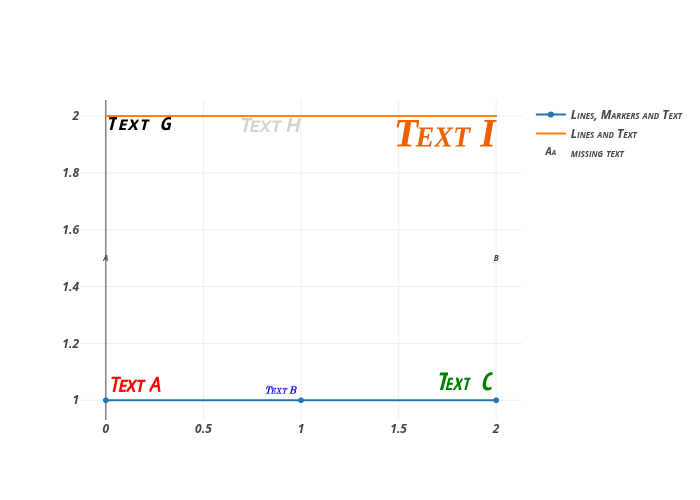 2
Text G
Text H
Text I
Lines, Markers and Text
Lines and Text
Aa missing text
1.8
1.6
A
B
1.4
1.2
Text A
Text B
Text C
1
0
0.5
1
1.5
2